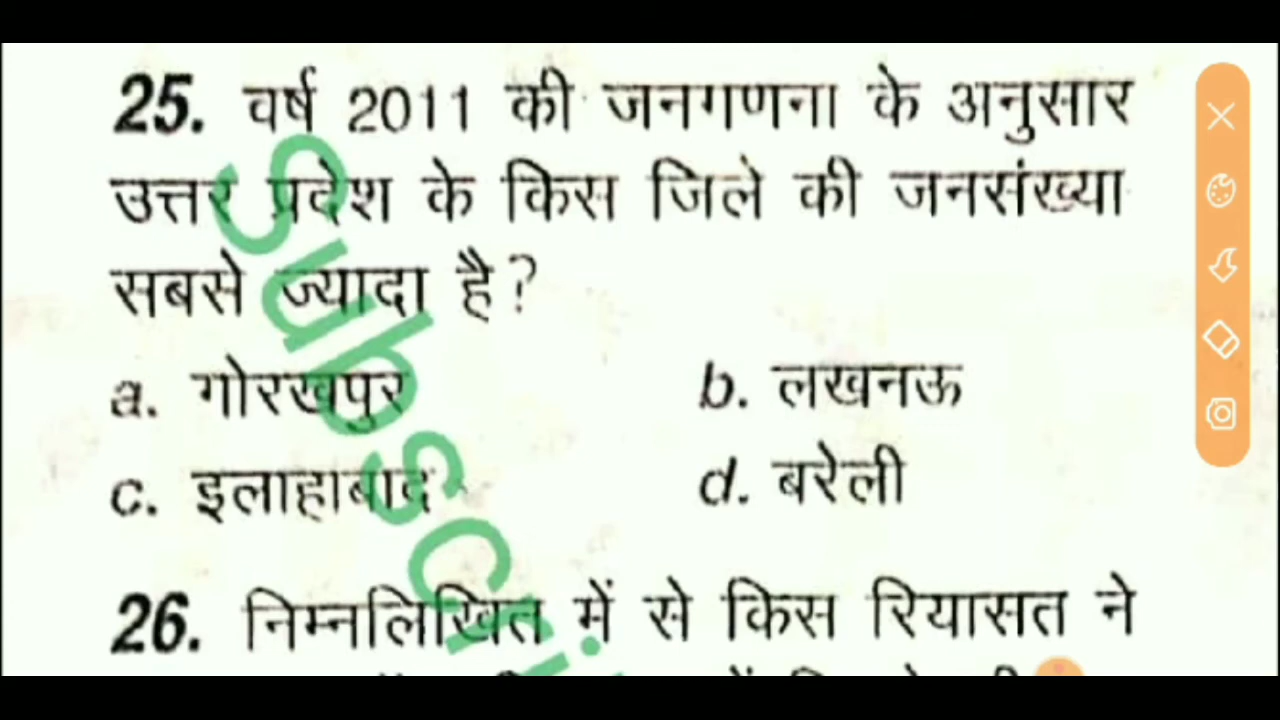 25. वर्ष 2011 की जनगणना के अनुसार
उत्तर प्रदेश के किस जिले की जनसंख्या
सबसे ज्यादा है?
a. गोरखपुर b. लखनऊ
c. इलाहाबाद d. बरेली
26. निम्नलिखित में से किस रियासत ने